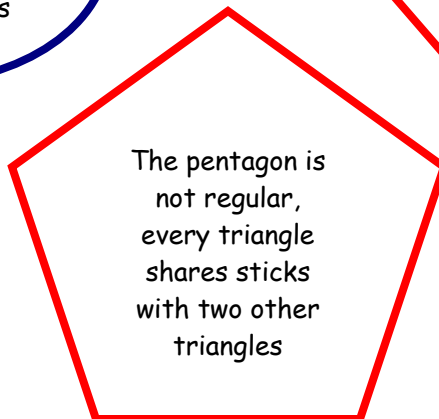 s
The pentagon is
not regular,
every triangle
shares sticks
with two other
triangles